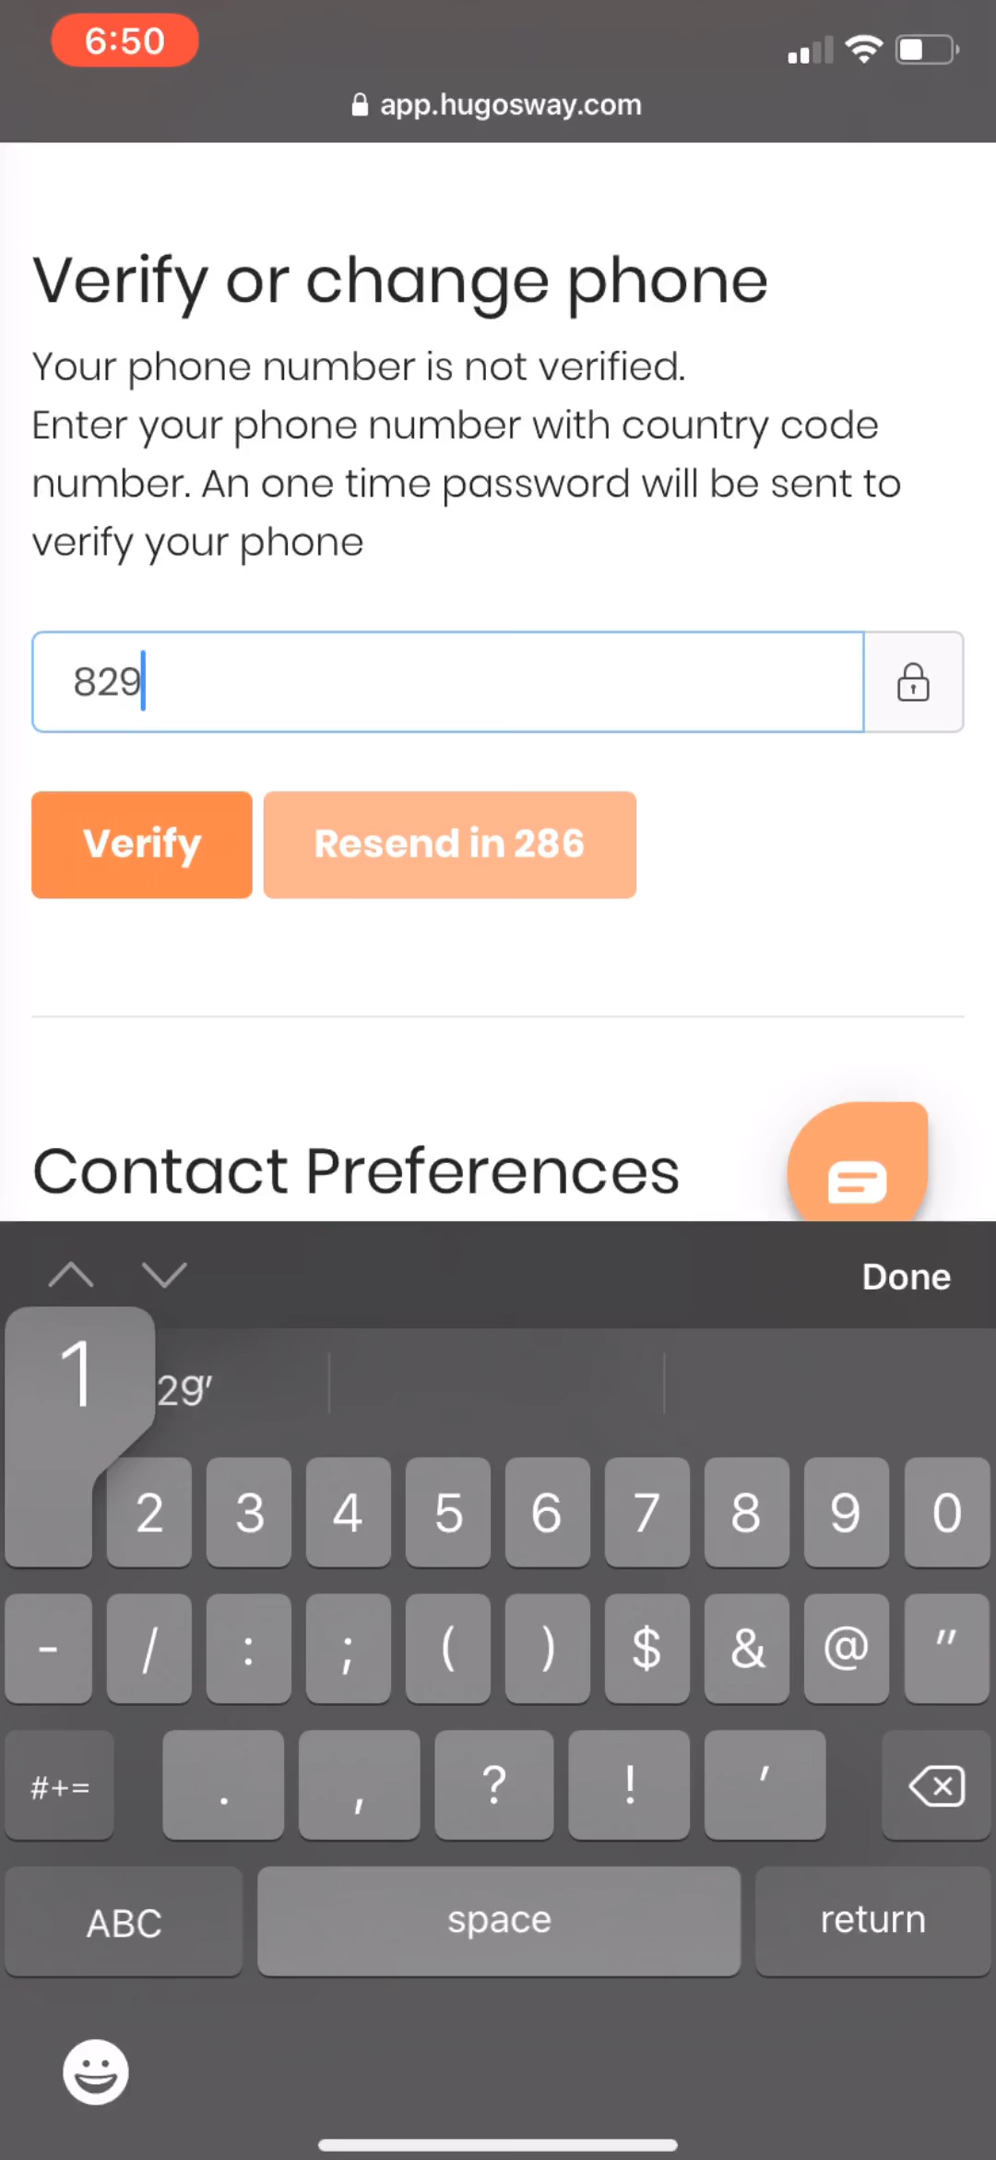 6:50
app.hugosway.com
Verify or change phone
Your phone number is not verified.
Enter your phone number with country code
number. An one time password will be sent to
verify your phone
829
Verify Resend in 286
Contact Preferences
Done
1 29′
2 3 4 5 6 7 8 9 0
- / : ; ( ) $ & @ "
#+= . , ? ! ′
ABC space return